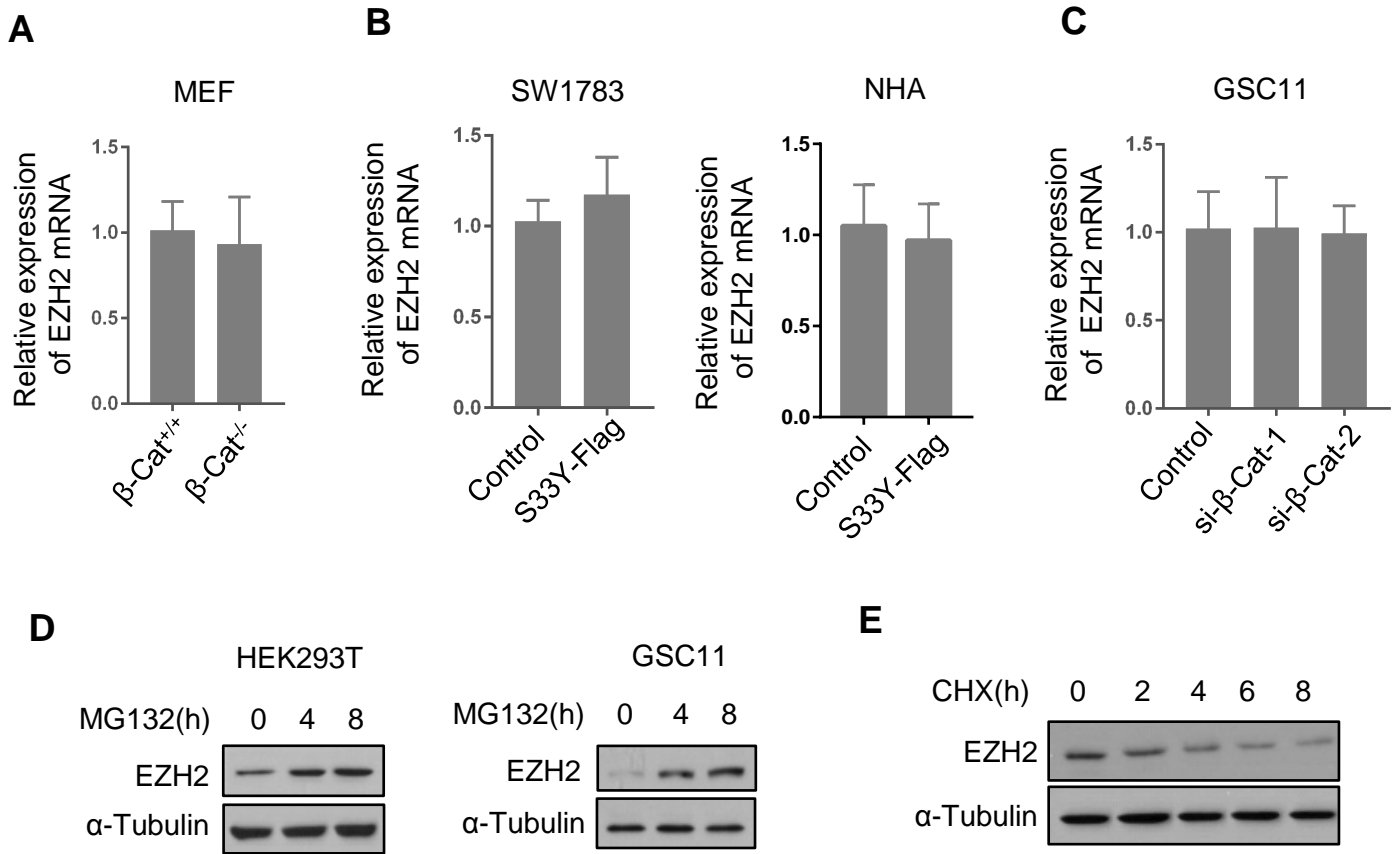 A
MEF
Relative expression
of EZH2 mRNA
1.5
1.0
0.5
0.0
β-Cat+/+
β-Cat-/-
B
SW1783
Relative expression
of EZH2 mRNA
1.5
1.0
0.5
0.0
Control
S33Y-Flag
NHA
Relative expression
of EZH2 mRNA
1.5
1.0
0.5
0.0
Control
S33Y-Flag
C
GSC11
Relative expression
of EZH2 mRNA
1.5
1.0
0.5
0.0
Control
si-β-Cat-1
si-β-Cat-2
D
HEK293T
MG132(h) 0 4 8
EZH2
α-Tubulin
GSC11
MG132(h) 0 4 8
EZH2
α-Tubulin
E
CHX(h) 0 2 4 6 8
EZH2
α-Tubulin